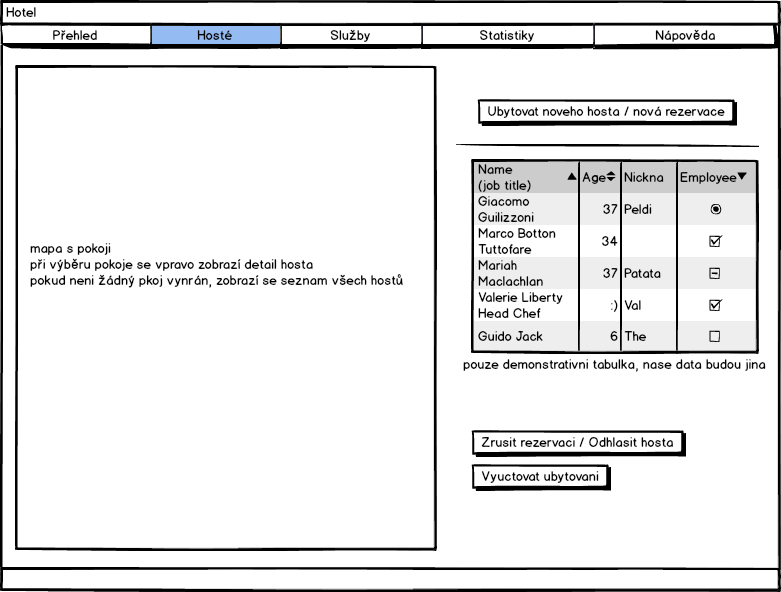 Hotel
Přehled Hosté Služby Statistiky Nápověda
Ubytovat noveho hosta / nová rezervace
Name Age Nickna Employee
(job title)
Giacomo
Guilizzoni 37 Peldi
Marco Botton
Tuttofare 34
Mariah
Maclachlan 37 Patata
Valerie Liberty
Head Chef :) Val
Guido Jack 6 The
pouze demonstrativni tabulka, nase data budou jina
mapa s pokoji
při výběru pokoje se vpravo zobrazí detail hosta
pokud neni žádný pkoj vynrán, zobrazí se seznam všech hostů
Zrusit rezervaci / Odhlasit hosta
Vyuctovat ubytovani